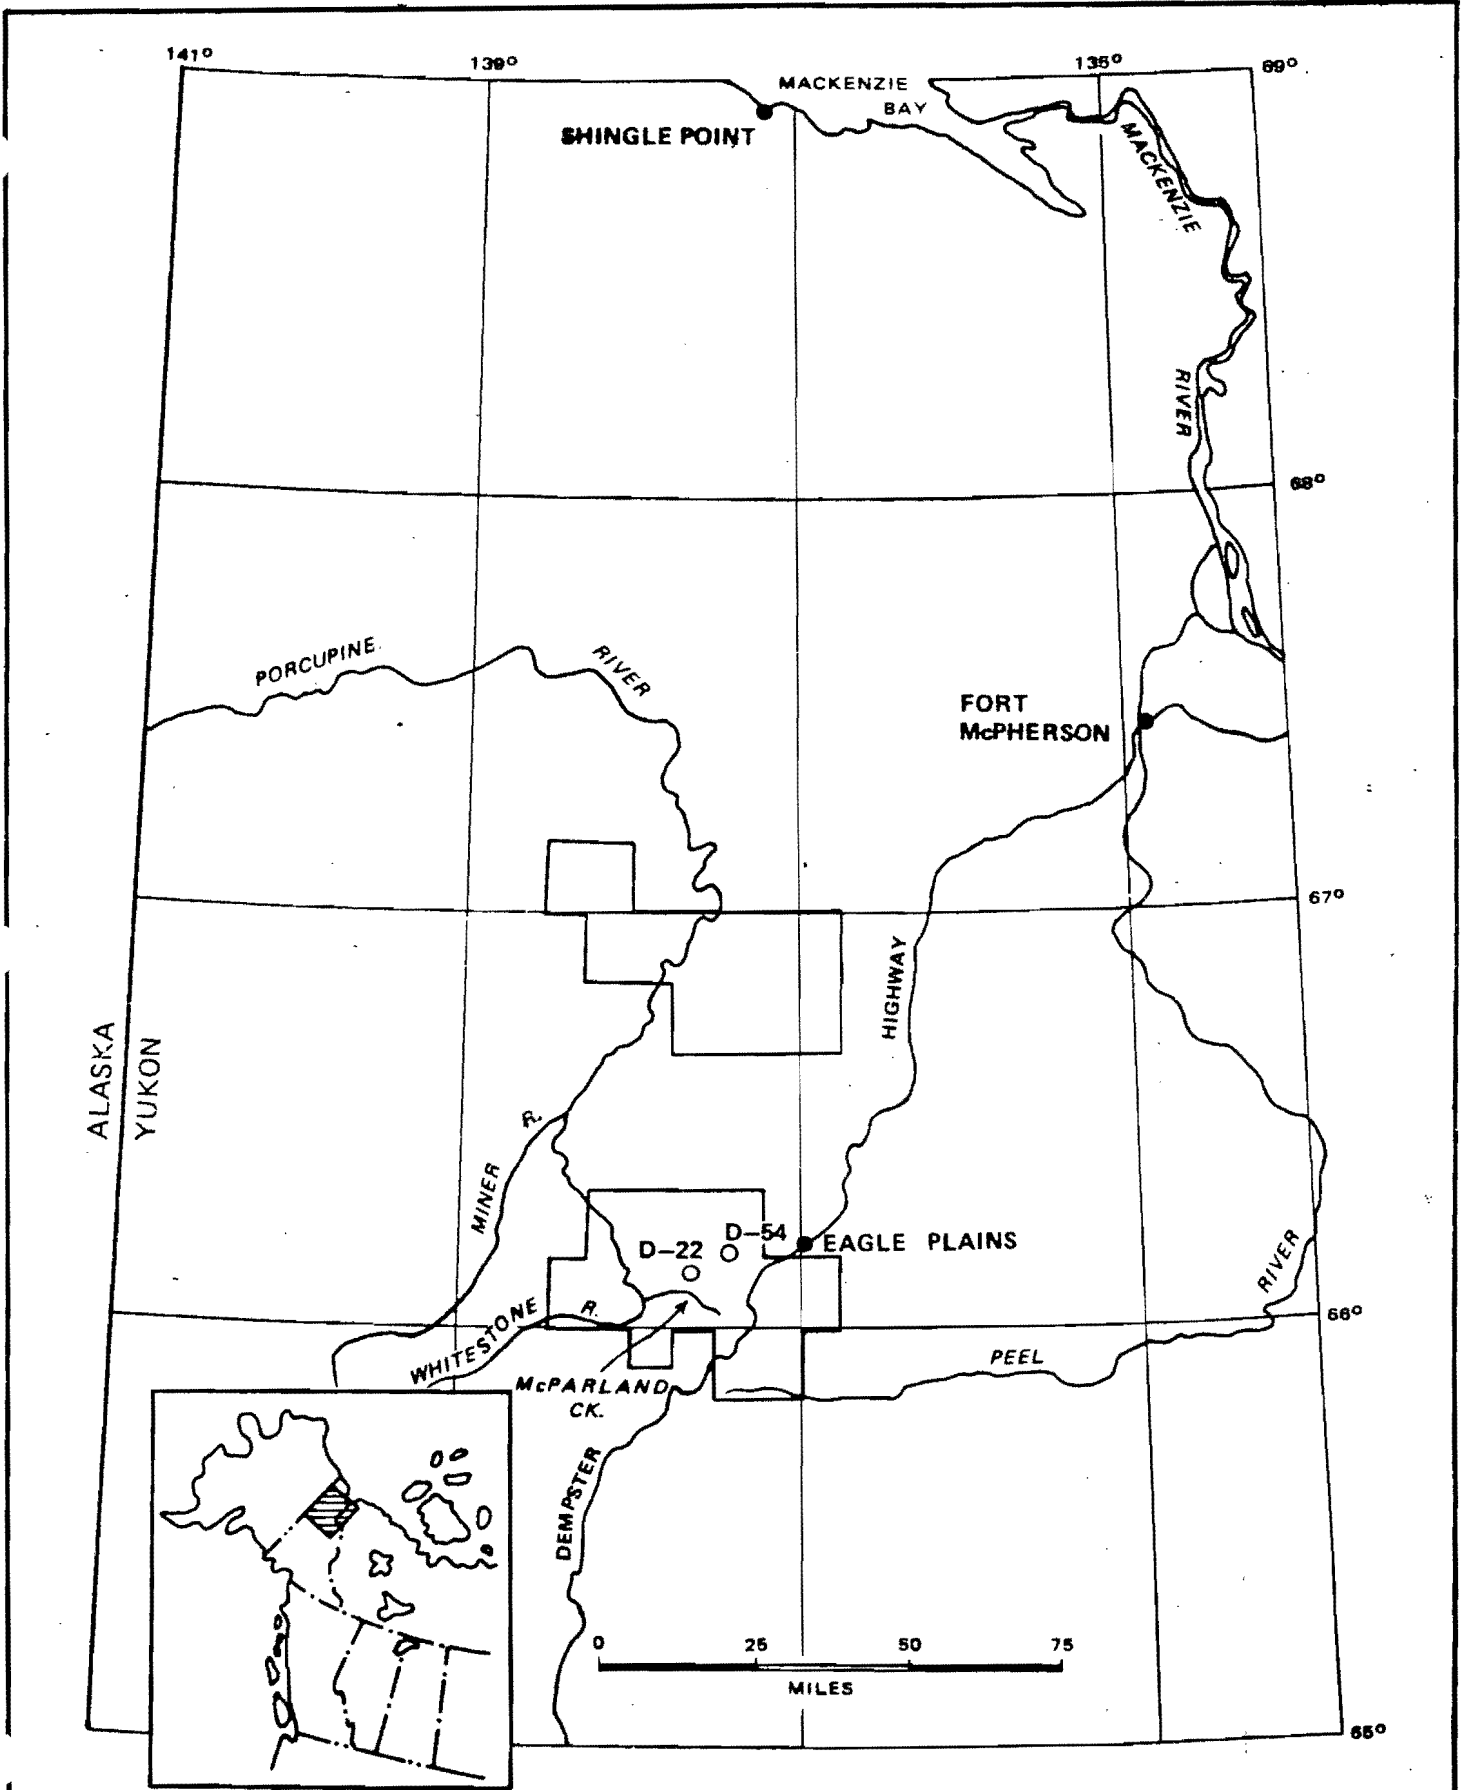 141°
139°
135°
69°
MACKENZIE
BAY
SHINGLE POINT
MACKENZIE
RIVER
68°
PORCUPINE
RIVER
FORT
McPHERSON
67°
HIGHWAY
ALASKA
YUKON
R.
MINER
D-54
D-22
EAGLE PLAINS
RIVER
WHITESTONE
R.
66°
PEEL
McPARLAND
CK.
DEMPSTER
0 25 50 75
MILES
65°